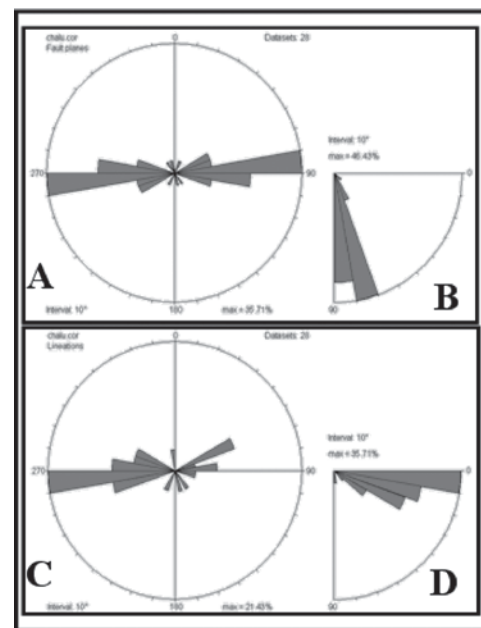 chalu.cor
Fault planes
0
Datasets: 28
Interval: 10°
max = 46.43%
270
90
0
A
B
90
Interval: 10°
180
max = 35.71%
chalu.cor
Lineations
0
Datasets: 28
Interval: 10°
max = 35.71%
270
90
0
C
D
90
Interval: 10°
180
max = 21.43%